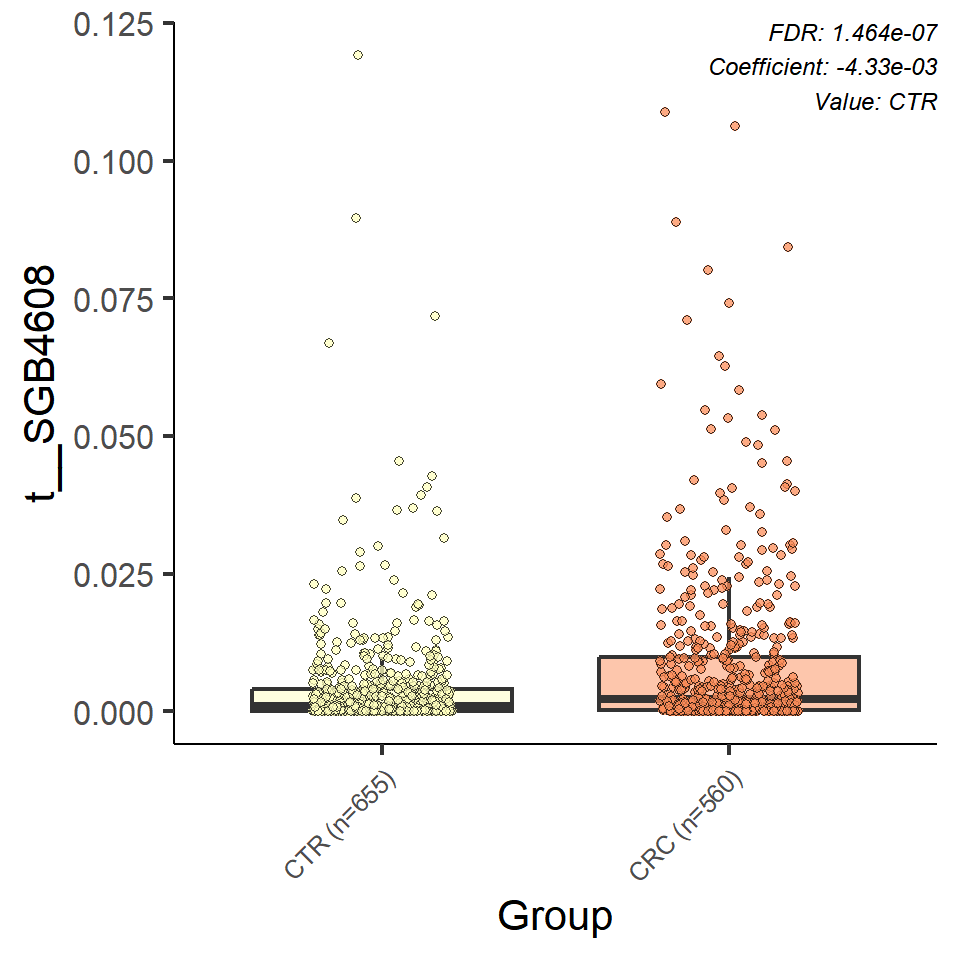 FDR: 1.464e-07
Coefficient: -4.33e-03
Value: CTR
t__SGB4608
0.125
0.100
0.075
0.050
0.025
0.000
CTR (n=655)
CRC (n=560)
Group